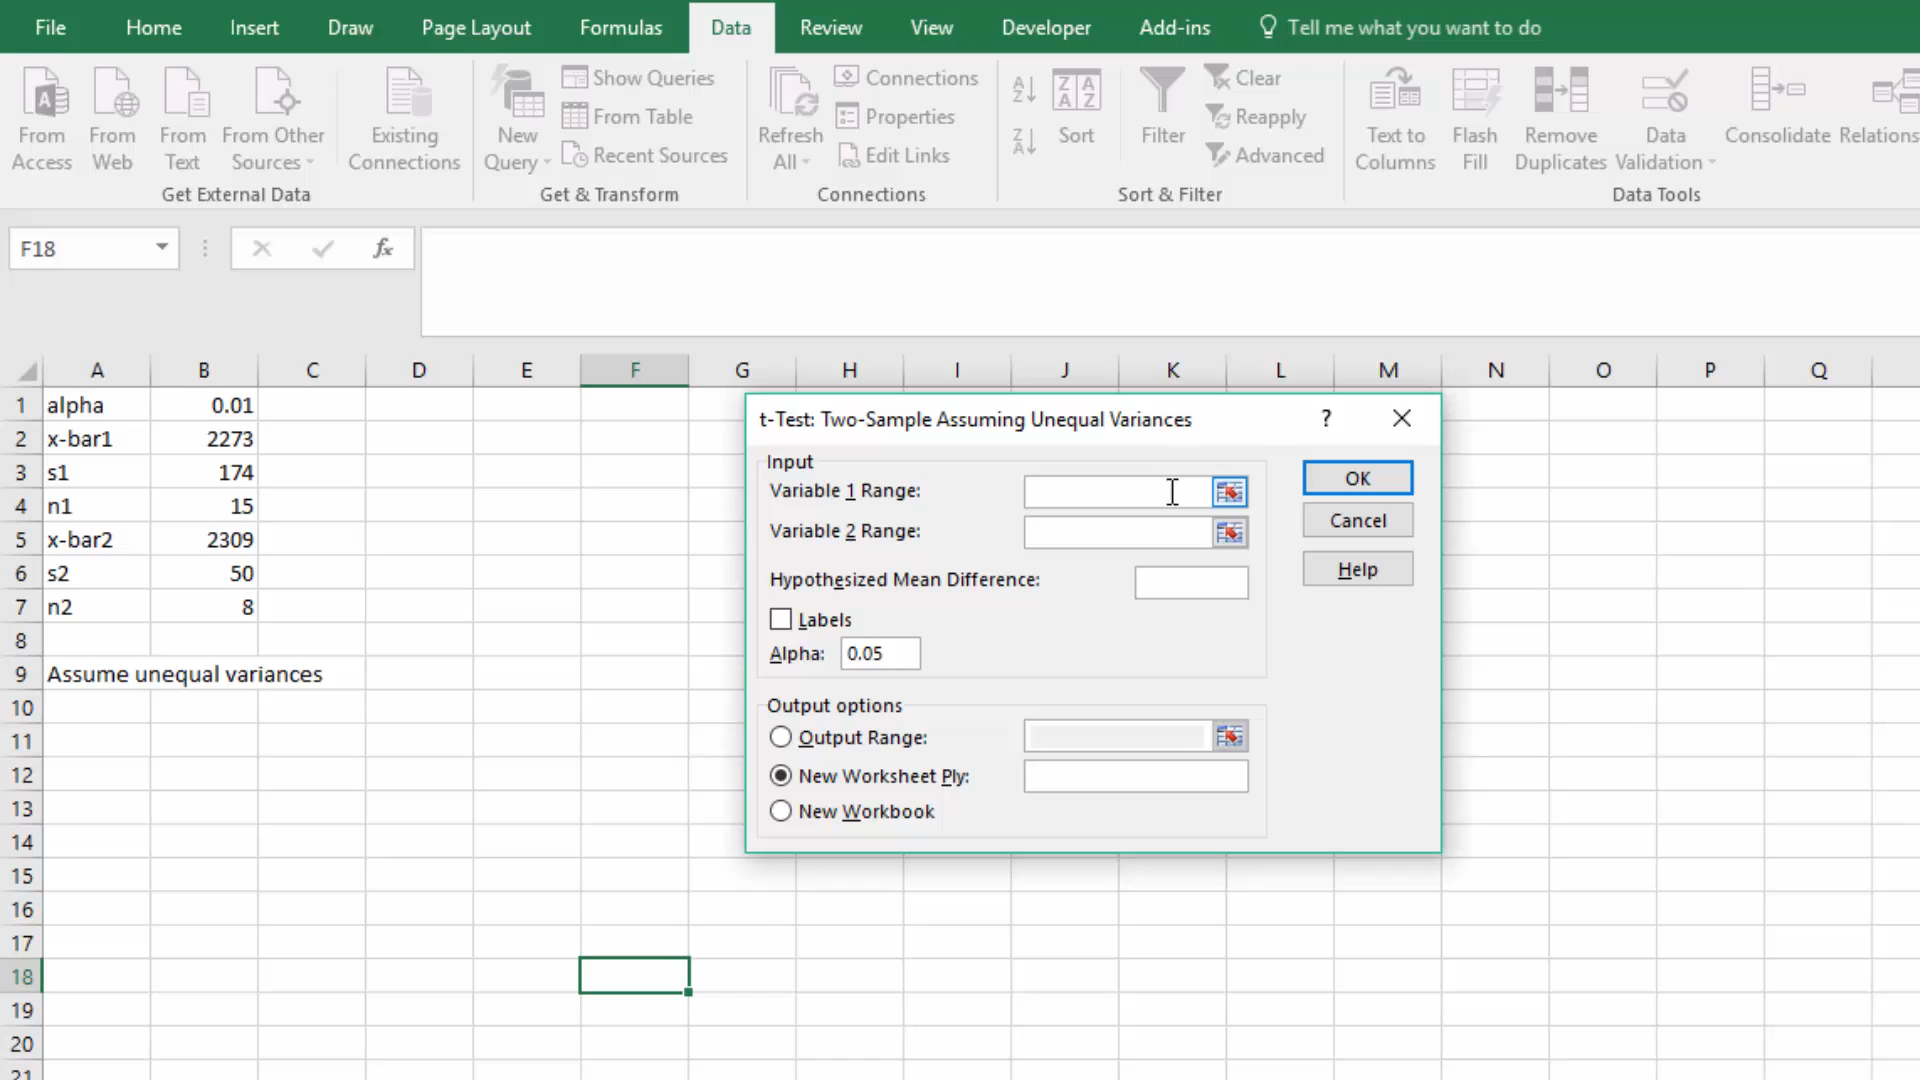 File Home Insert Draw Page Layout Formulas Data Review View Developer Add-ins Tell me what you want to do
From Access
From Web
From Text
From Other Sources
Existing Connections
Get External Data
New Query
Show Queries
From Table
Recent Sources
Get & Transform
Refresh All
Connections
Properties
Edit Links
Connections
Sort
Filter
Clear
Reapply
Advanced
Sort & Filter
Text to Columns
Flash Fill
Remove Duplicates
Data Validation
Consolidate
Relations
Data Tools
F18 fx
A B C D E F G H I J K L M N O P Q
1 alpha 0.01
2 x-bar1 2273
3 s1 174
4 n1 15
5 x-bar2 2309
6 s2 50
7 n2 8
8
9 Assume unequal variances
10
11
12
13
14
15
16
17
18
19
20
21
t-Test: Two-Sample Assuming Unequal Variances ?
Input
Variable 1 Range:
Variable 2 Range:
Hypothesized Mean Difference:
Labels
Alpha: 0.05
Output options
Output Range:
New Worksheet Ply:
New Workbook
OK
Cancel
Help